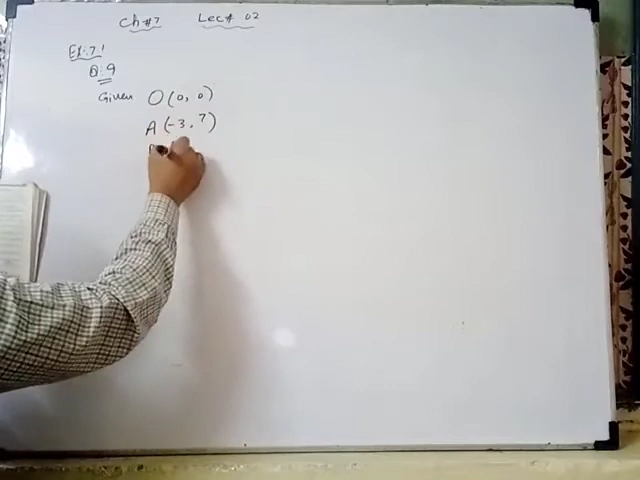 Ch#7 Lec# 02
Ex:7.1
Q:9
Given O(0, 0)
A(-3, 7)